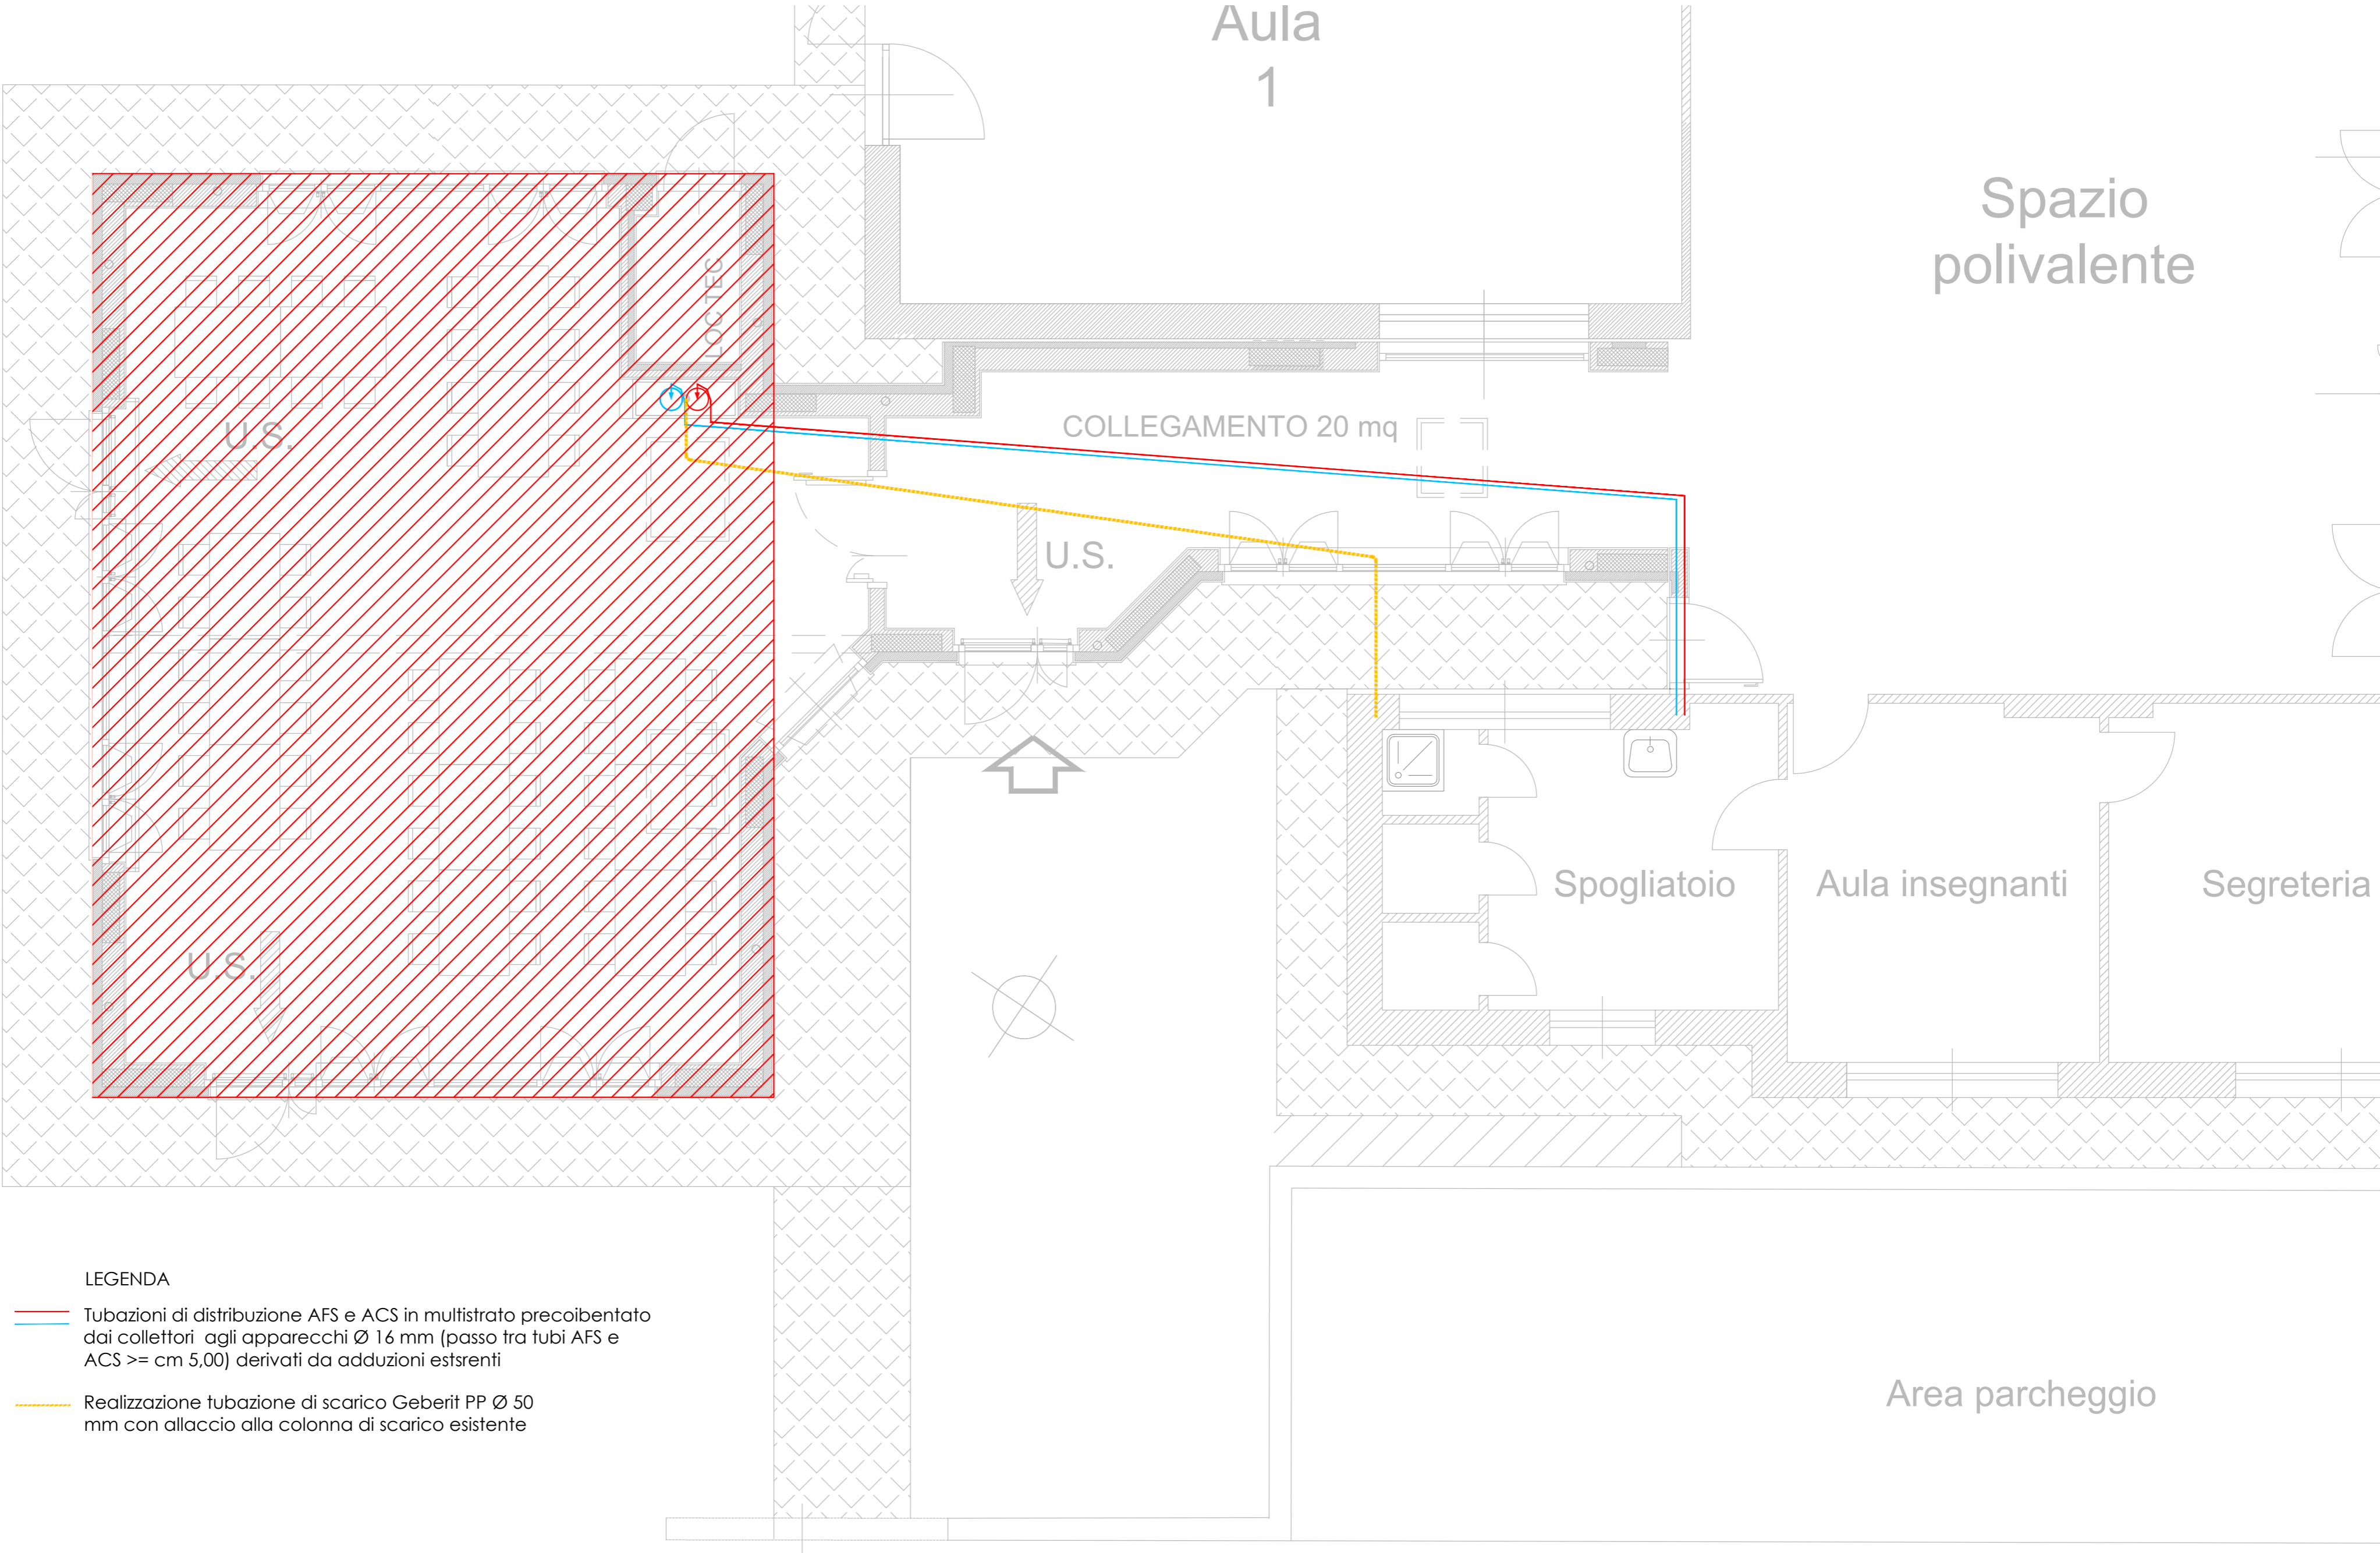 Aula
1
Spazio
polivalente
LOC TEC
COLLEGAMENTO 20 mq
U.S.
U.S.
Spogliatoio
Aula insegnanti
Segreteria
U.S.
LEGENDA
Tubazioni di distribuzione AFS e ACS in multistrato precoibentato
dai collettori agli apparecchi Ø 16 mm (passo tra tubi AFS e
ACS >= cm 5,00) derivati da adduzioni estsrenti
Realizzazione tubazione di scarico Geberit PP Ø 50
mm con allaccio alla colonna di scarico esistente
Area parcheggio